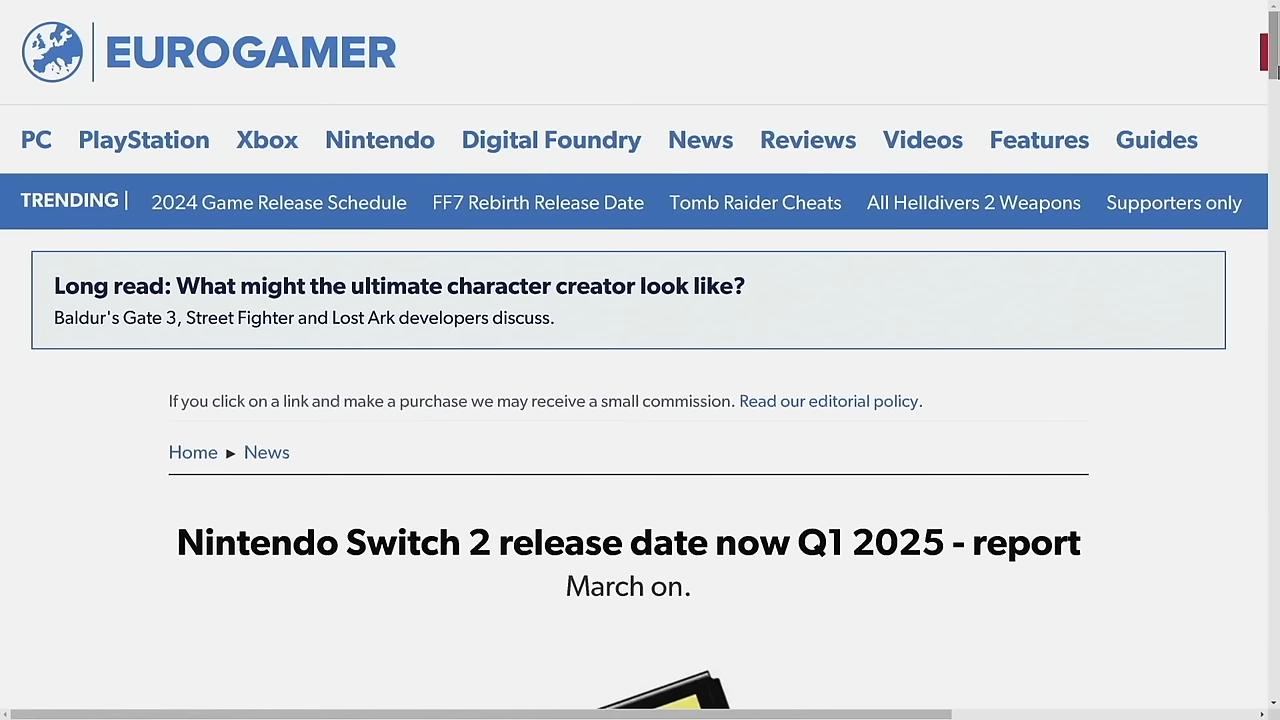 EUROGAMER
PC PlayStation Xbox Nintendo Digital Foundry News Reviews Videos Features Guides
TRENDING | 2024 Game Release Schedule FF7 Rebirth Release Date Tomb Raider Cheats All Helldivers 2 Weapons Supporters only
Long read: What might the ultimate character creator look like?
Baldur's Gate 3, Street Fighter and Lost Ark developers discuss.
If you click on a link and make a purchase we may receive a small commission. Read our editorial policy.
Home ► News
Nintendo Switch 2 release date now Q1 2025 - report
March on.